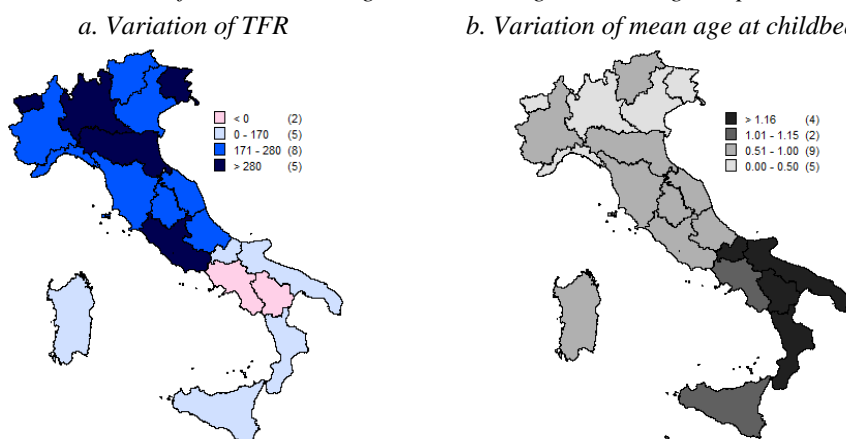 a. Variation of TFR
b. Variation of mean age at
< 0 (2)
0 - 170 (5)
171 - 280 (8)
> 280 (5)
> 1.16 (4)
1.01 - 1.15 (2)
0.51 - 1.00 (9)
0.00 - 0.50 (5)